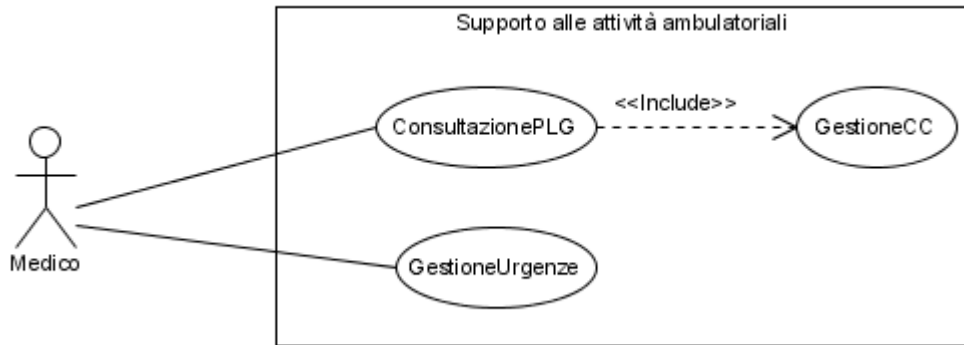 Supporto alle attività ambulatoriali
<<Include>>
ConsultazionePLG
GestioneCC
Medico
GestioneUrgenze